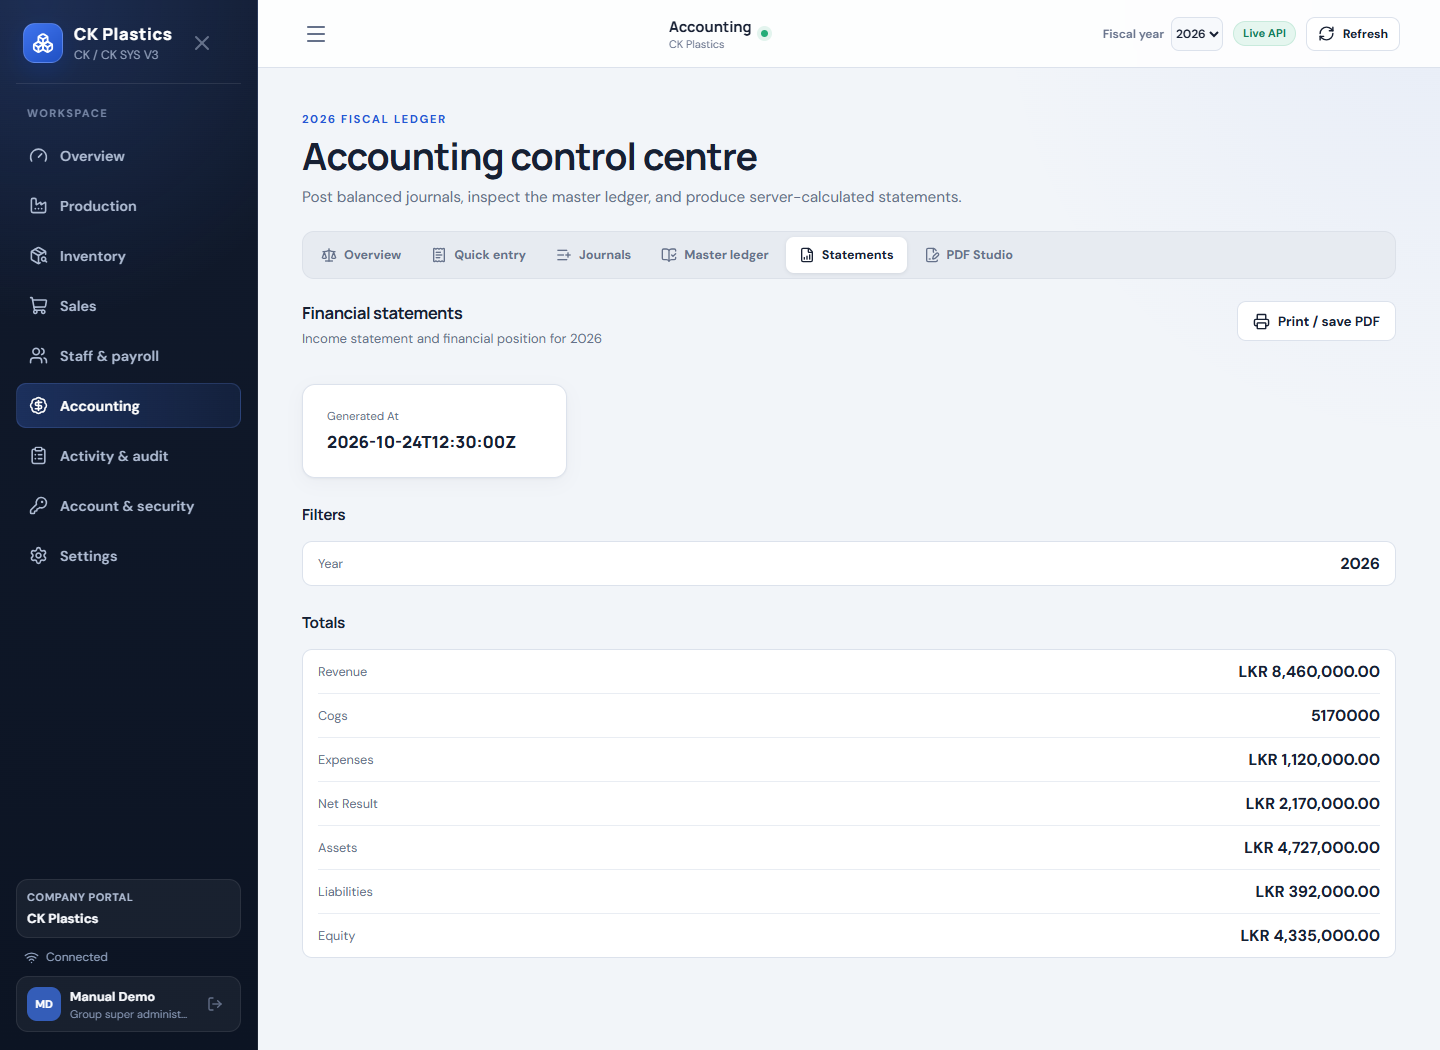 CK Plastics
CK / CK SYS V3
WORKSPACE
Overview
Production
Inventory
Sales
Staff & payroll
Accounting
Activity & audit
Account & security
Settings
COMPANY PORTAL
CK Plastics
Connected
MD
Manual Demo
Group super administ...
Accounting
CK Plastics
Fiscal year
2026
Live API
Refresh
2026 FISCAL LEDGER
Accounting control centre
Post balanced journals, inspect the master ledger, and produce server-calculated statements.
Overview
Quick entry
Journals
Master ledger
Statements
PDF Studio
Financial statements
Income statement and financial position for 2026
Print / save PDF
Generated At
2026-10-24T12:30:00Z
Filters
Year 2026
Totals
Revenue LKR 8,460,000.00
Cogs 5170000
Expenses LKR 1,120,000.00
Net Result LKR 2,170,000.00
Assets LKR 4,727,000.00
Liabilities LKR 392,000.00
Equity LKR 4,335,000.00